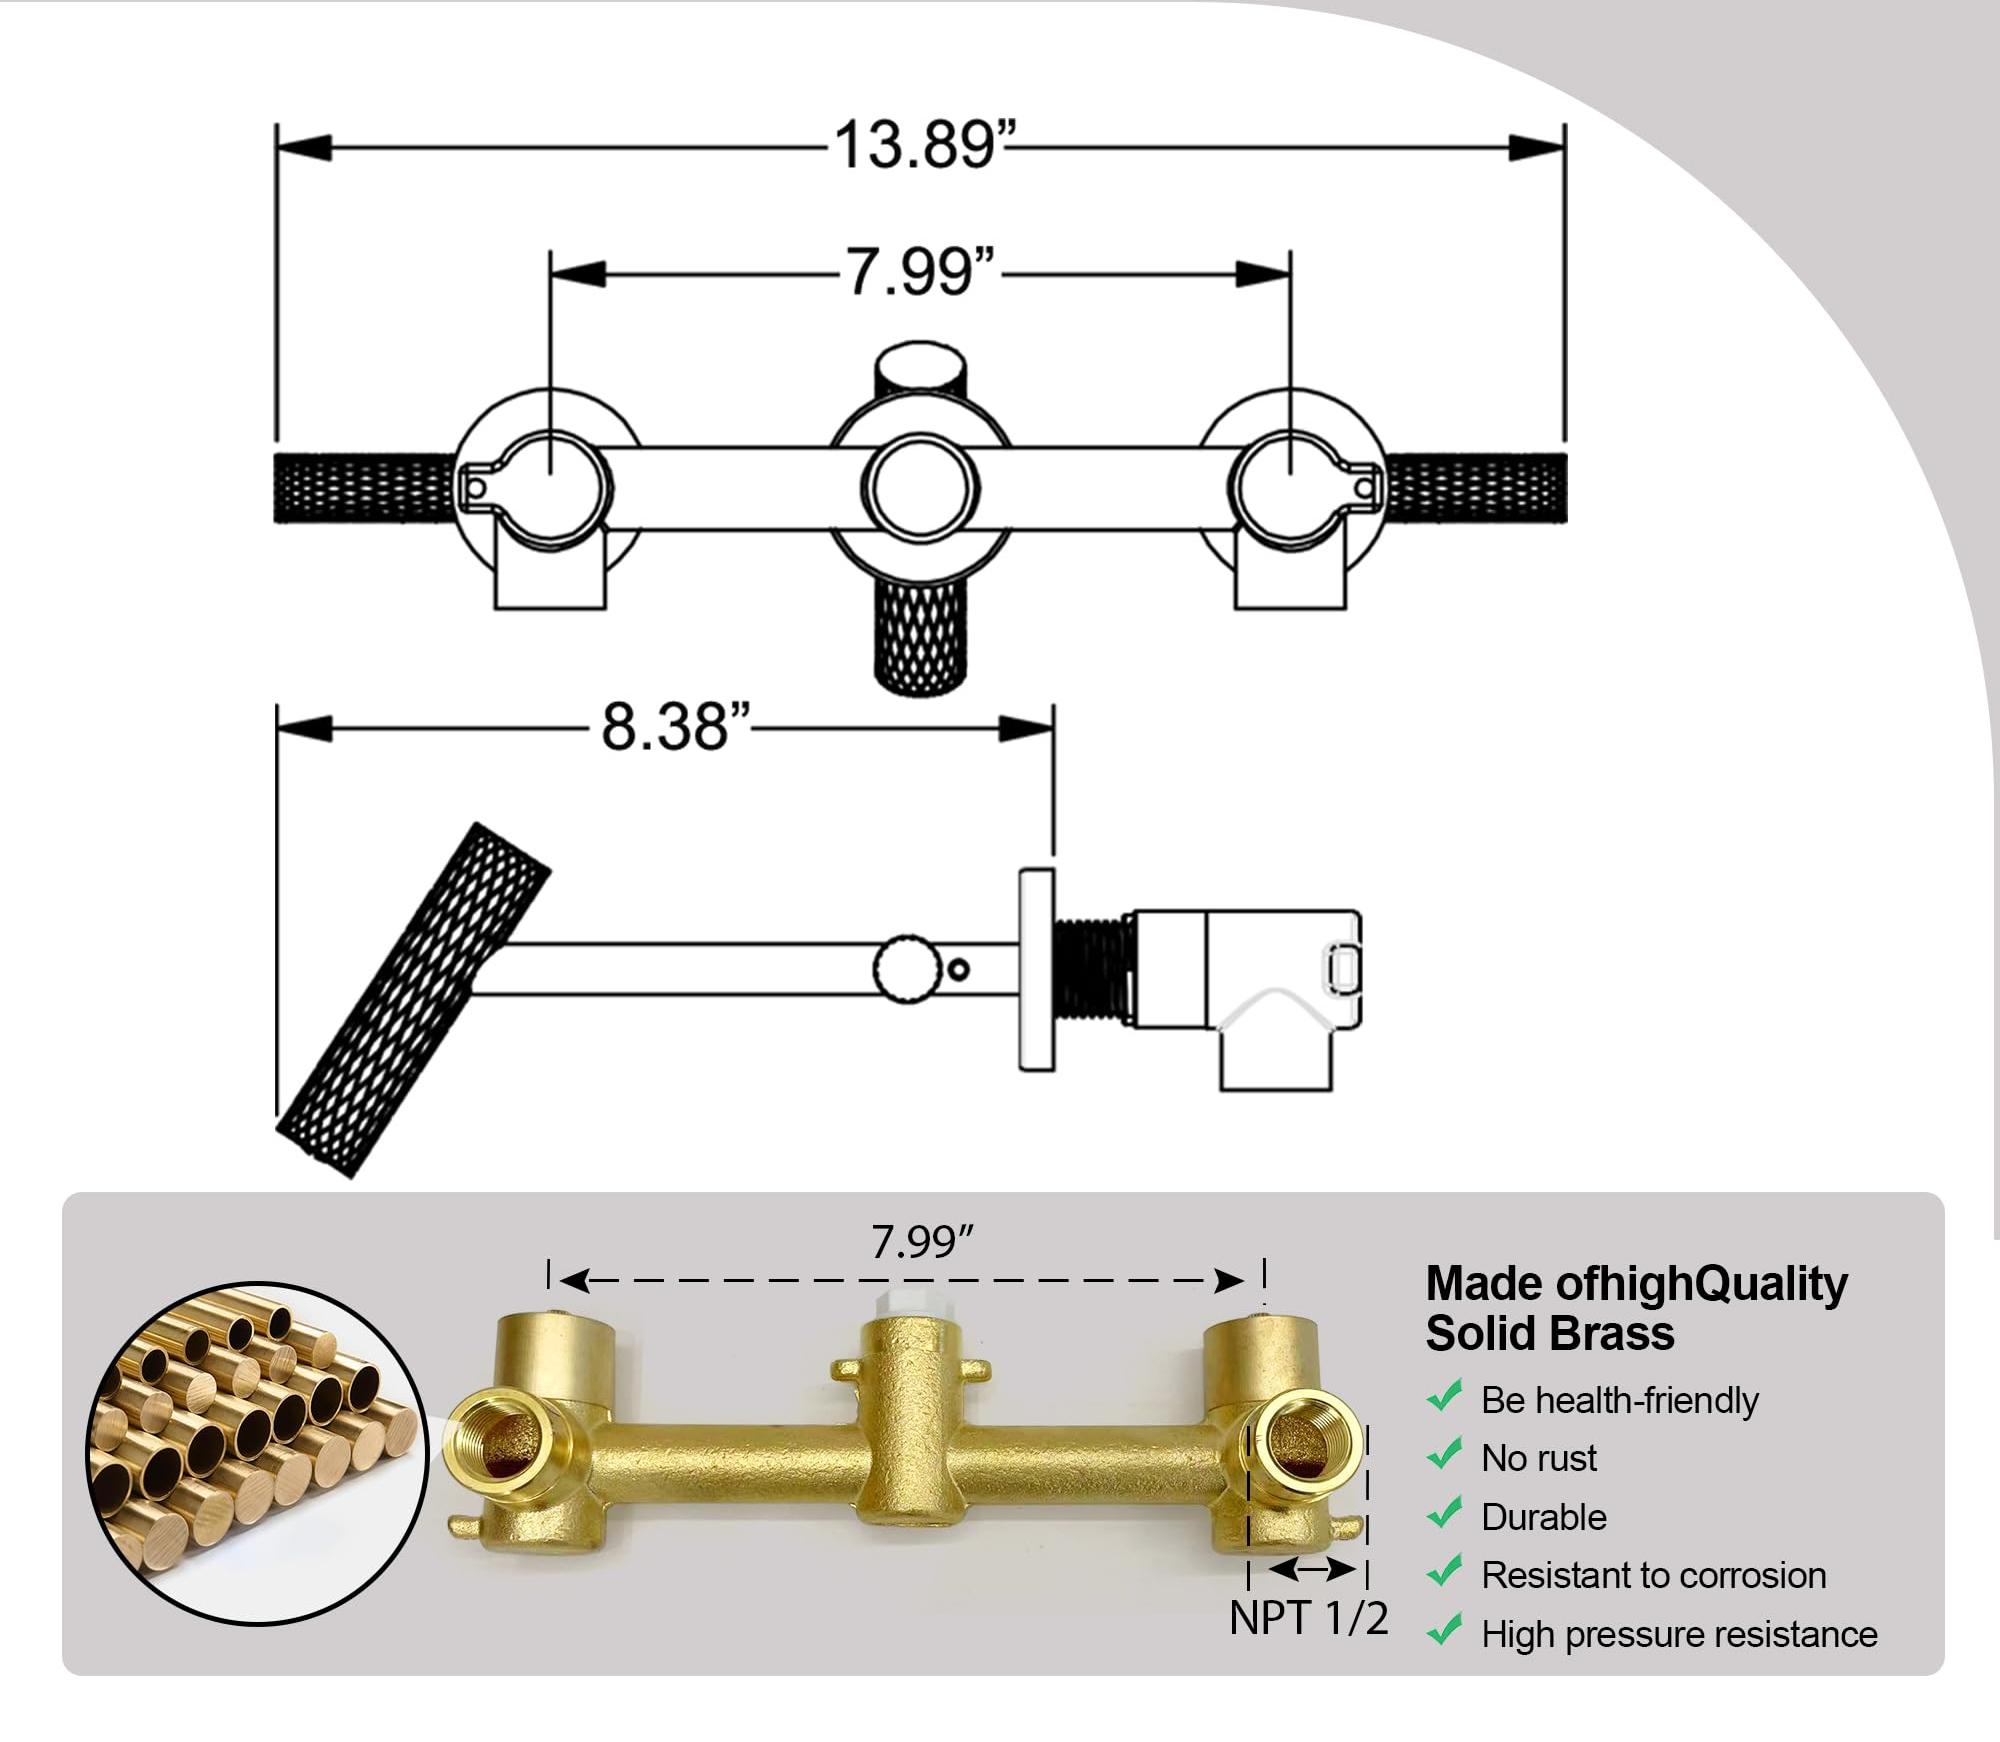 13.89”
7.99”
8.38”
7.99”
Made ofhighQuality
Solid Brass
Be health-friendly
No rust
Durable
Resistant to corrosion
High pressure resistance
NPT 1/2